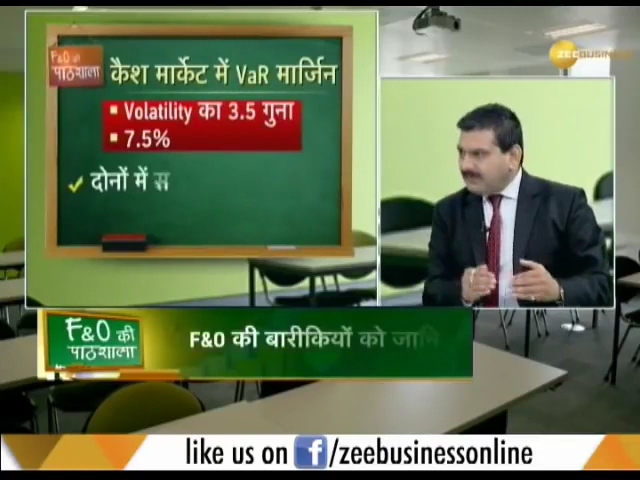 F&O की
पाठशाला
कैश मार्केट में VaR मार्जिन
Volatility का 3.5 गुना
7.5%
दोनों में
ZEE BUSINESS
F&O की
पाठशाला
F&O की बारीकियों को
like us on f/zeebusinessonline